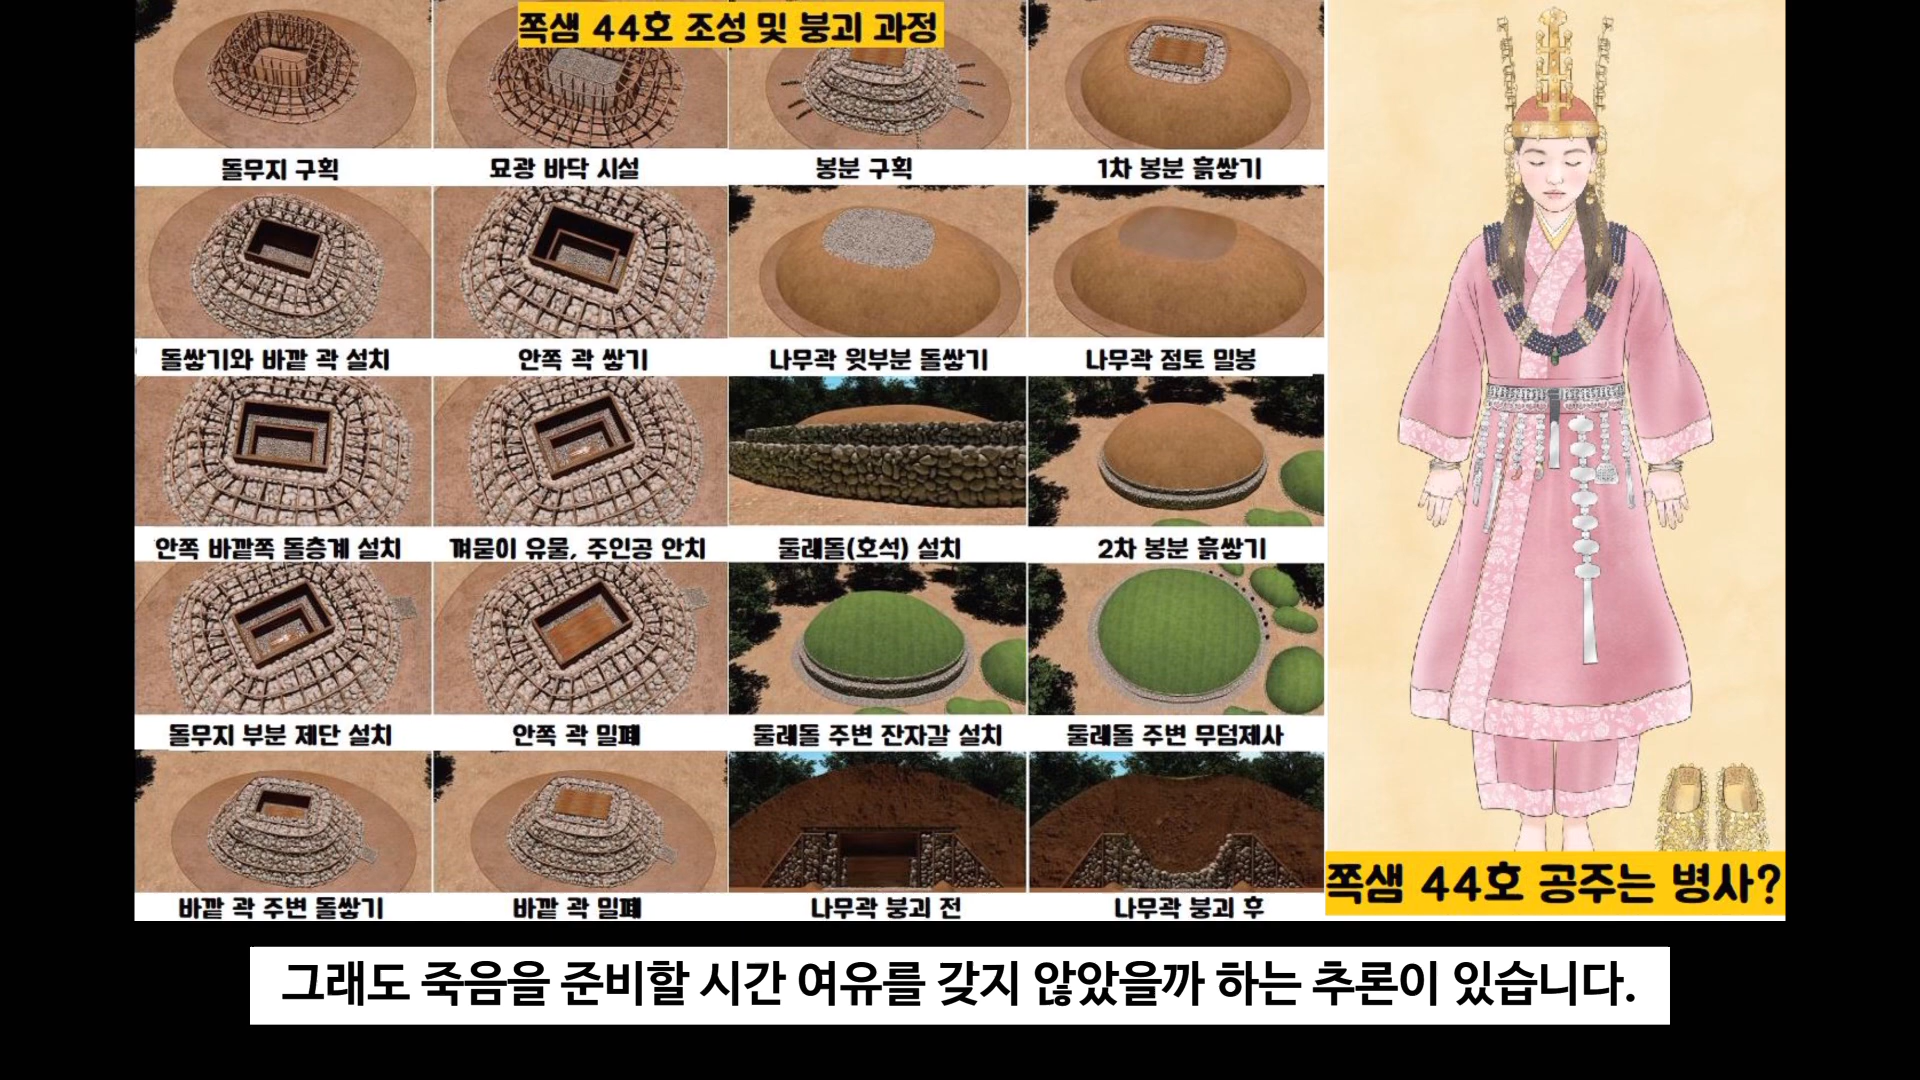 쪽샘 44호 조성 및 붕괴 과정
돌무지 구획
묘광 바닥 시설
봉분 구획
1차 봉분 흙쌓기
돌쌓기와 바깥 곽 설치
안쪽 곽 쌓기
나무곽 윗부분 돌쌓기
나무곽 점토 밀봉
안쪽 바깥쪽 돌층계 설치
껴묻이 유물, 주인공 안치
둘레돌(호석) 설치
2차 봉분 흙쌓기
돌무지 부분 제단 설치
안쪽 곽 밀폐
둘레돌 주변 잔자갈 설치
둘레돌 주변 무덤제사
바깥 곽 주변 돌쌓기
바깥 곽 밀폐
나무곽 붕괴 전
나무곽 붕괴 후
쪽샘 44호 공주는 병사?
그래도 죽음을 준비할 시간 여유를 갖지 않았을까 하는 추론이 있습니다.